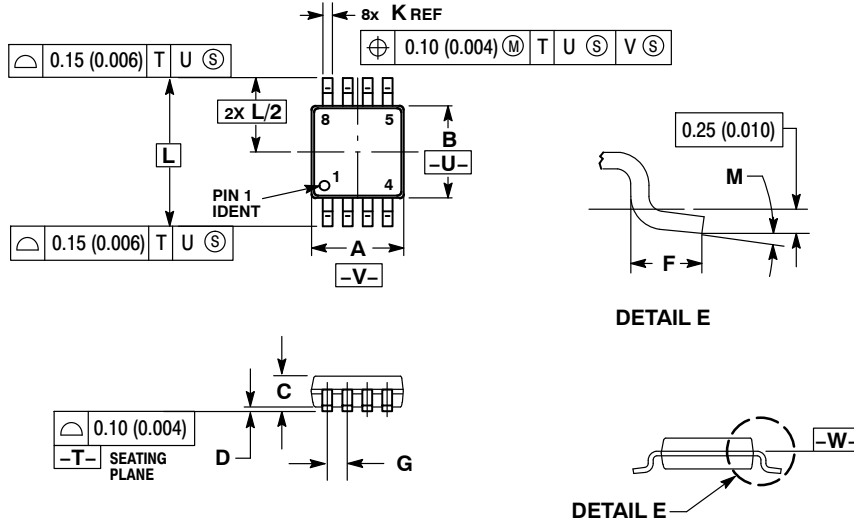 8x K REF
⌖ 0.10 (0.004) Ⓜ T U Ⓢ V Ⓢ
⌓ 0.15 (0.006) T U Ⓢ
2X L/2
L
8 5
B
–U–
1
4
PIN 1
IDENT
⌓ 0.15 (0.006) T U Ⓢ
A
–V–
0.25 (0.010)
M
F
DETAIL E
C
⌓ 0.10 (0.004)
–T– SEATING
PLANE
D
G
–W–
DETAIL E